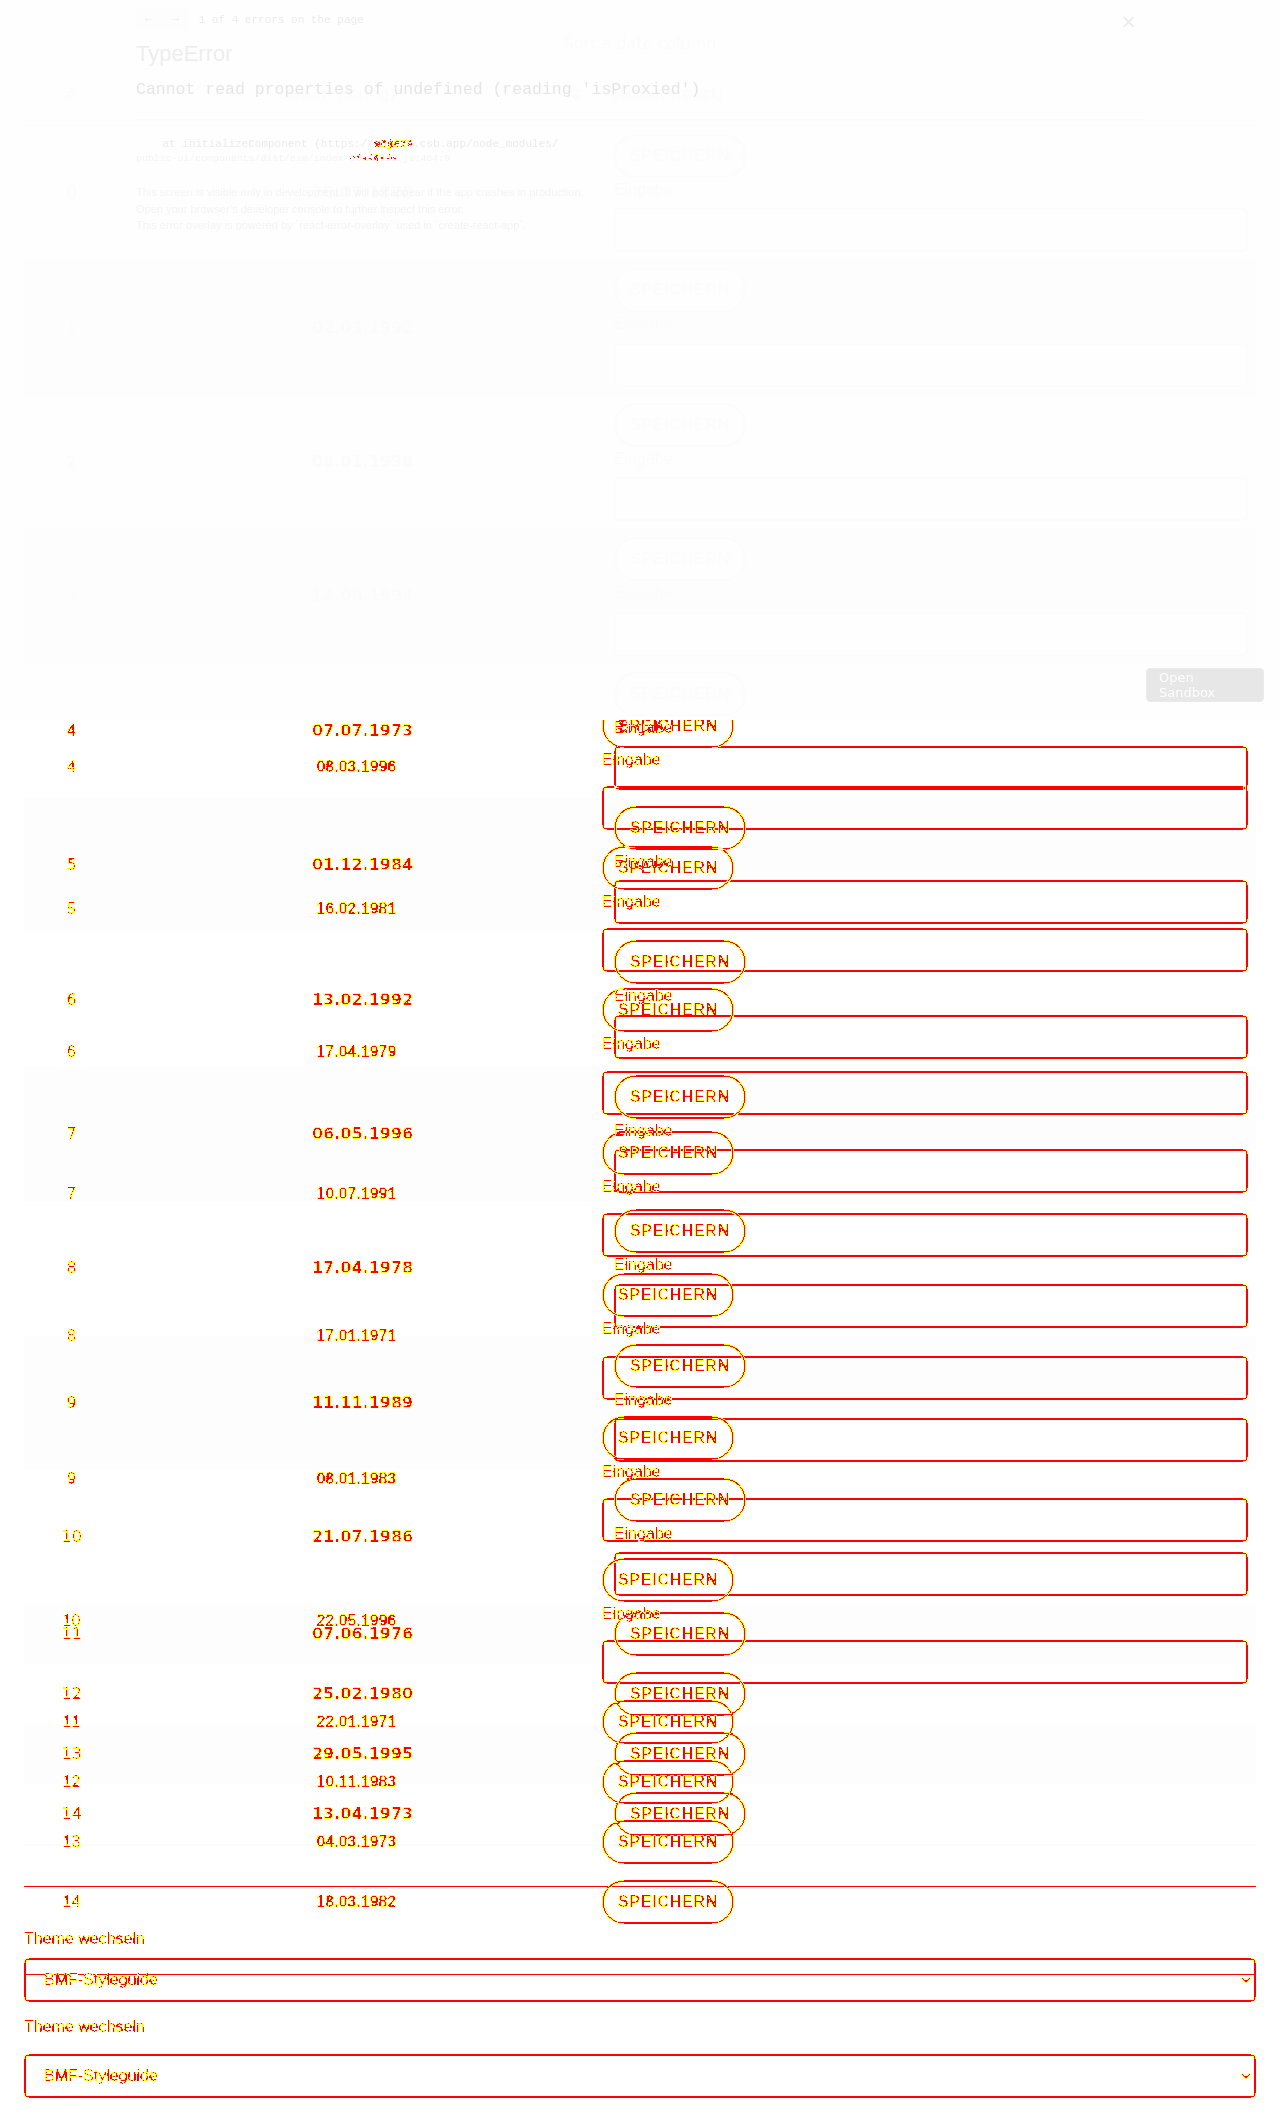 ← → 1 of 4 errors on the page ×
TypeError
Cannot read properties of undefined (reading 'isProxied')
at initializeComponent [https:// .csb.app/node_modules/
This screen is visible only in development. It will not appear if the app crashes in production.
Open your browser's developer console to further inspect this error.
This error overlay is powered by `react-error-overlay` used in `create-react-app`.
SPEICHERN
Eingabe
SPEICHERN
SPEICHERN
Open
Sandbox
4 07.07.1973 SPEICHERN
Eingabe
4 08.03.1996 Eingabe
SPEICHERN
5 01.12.1984 Eingabe
SPEICHERN
5 16.02.1981 Eingabe
SPEICHERN
6 13.02.1992 Eingabe
SPEICHERN
6 17.04.1979 Eingabe
SPEICHERN
7 06.05.1996 Eingabe
SPEICHERN
7 10.07.1991 Eingabe
SPEICHERN
8 17.04.1978 Eingabe
SPEICHERN
8 17.01.1971 Eingabe
SPEICHERN
9 11.11.1989 Eingabe
SPEICHERN
9 08.01.1983 Eingabe
SPEICHERN
10 21.07.1986 Eingabe
SPEICHERN
10 22.05.1996 Eingabe
11 07.06.1976 SPEICHERN
12 25.02.1980 SPEICHERN
11 22.01.1971 SPEICHERN
13 29.05.1995 SPEICHERN
12 10.11.1983 SPEICHERN
14 13.04.1973 SPEICHERN
13 04.03.1973 SPEICHERN
14 18.03.1982 SPEICHERN
Theme wechseln
BMF-Styleguide
Theme wechseln
BMF-Styleguide